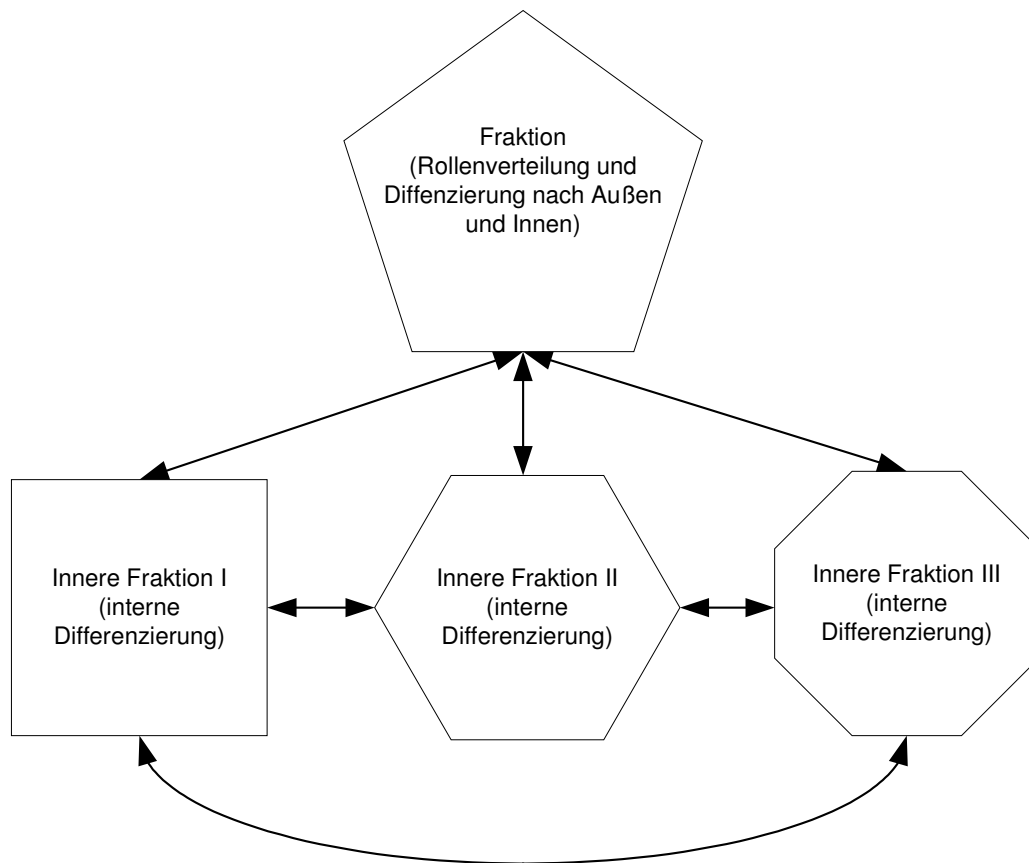 Fraktion
(Rollenverteilung und
Diffenzierung nach Außen
und Innen)
Innere Fraktion I
(interne
Differenzierung)
Innere Fraktion II
(interne
Differenzierung)
Innere Fraktion III
(interne
Differenzierung)